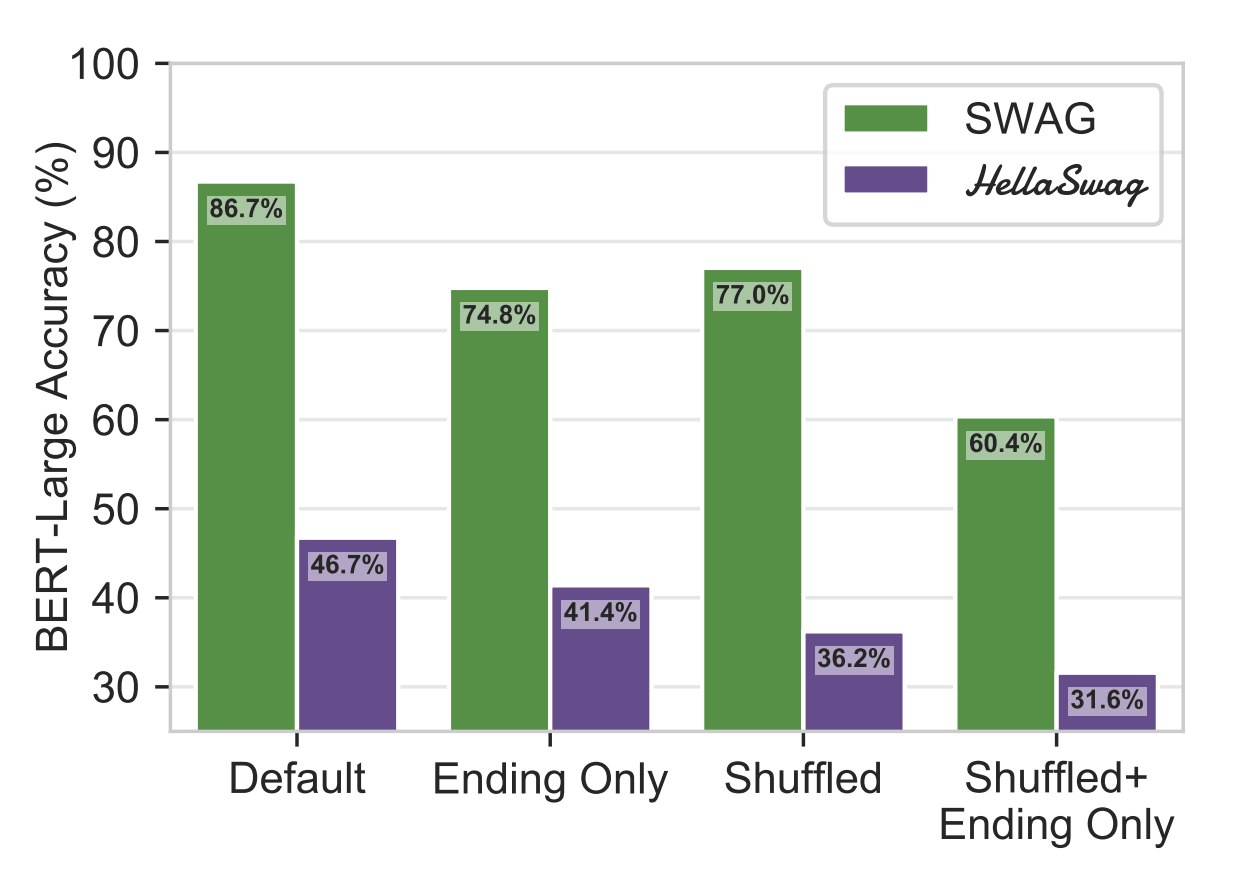 BERT-Large Accuracy (%)
100
90
80
70
60
50
40
30
SWAG
HellaSwag
86.7%
46.7%
74.8%
41.4%
77.0%
36.2%
60.4%
31.6%
Default
Ending Only
Shuffled
Shuffled+
Ending Only